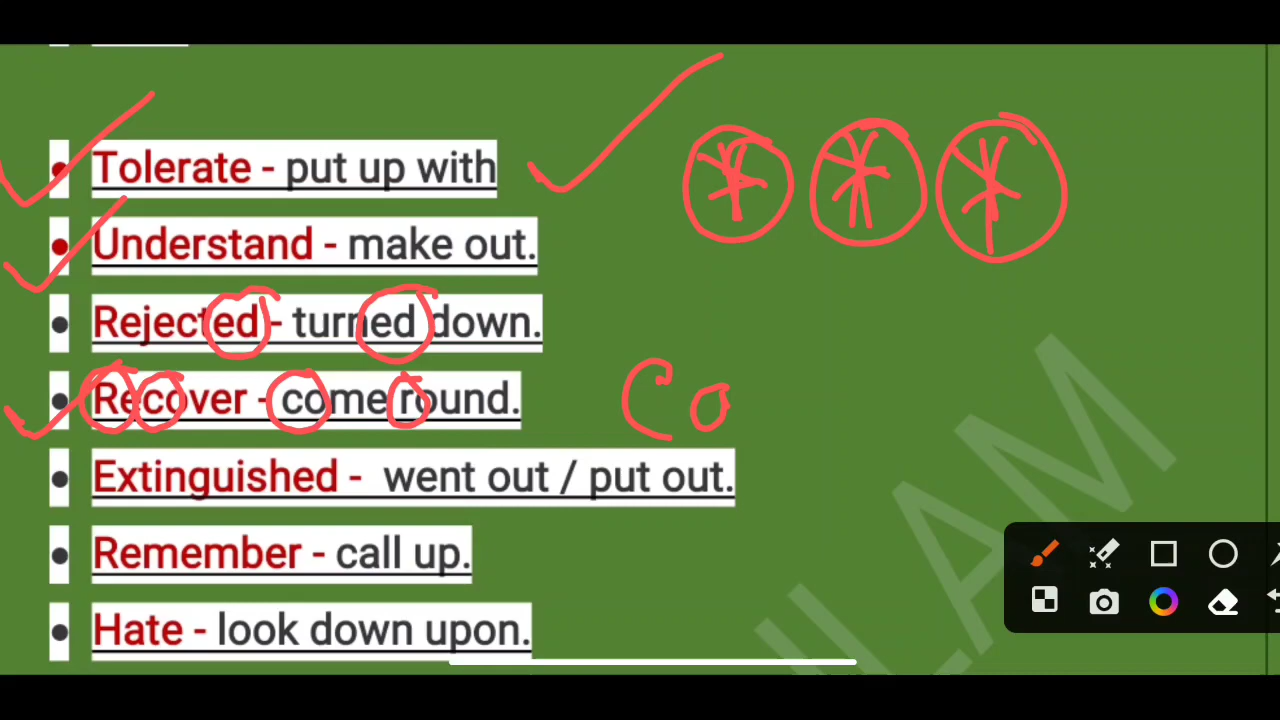 • Tolerate - put up with
• Understand - make out.
• Rejected - turned down.
• Recover - come round.
Co
• Extinguished - went out / put out.
• Remember - call up.
• Hate - look down upon.